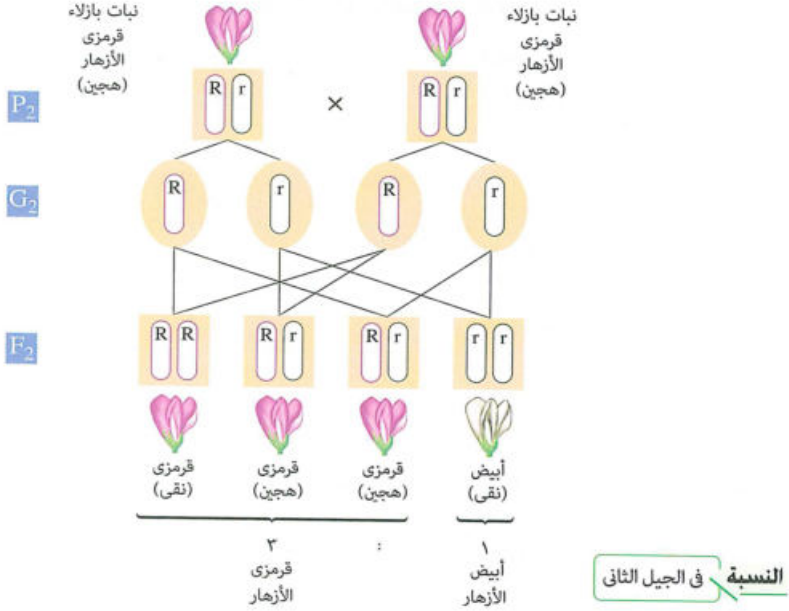 نبات بازلاء
قرمزى
الأزهار
(هجين)
نبات بازلاء
قرمزى
الأزهار
(هجين)
P₂
R r
×
R r
G₂
R
r
R
r
F₂
R R
R r
R r
r r
قرمزى
(نقى)
قرمزى
(هجين)
قرمزى
(هجين)
أبيض
(نقى)
٣
:
١
قرمزى
الأزهار
أبيض
الأزهار
النسبة فى الجيل الثانى